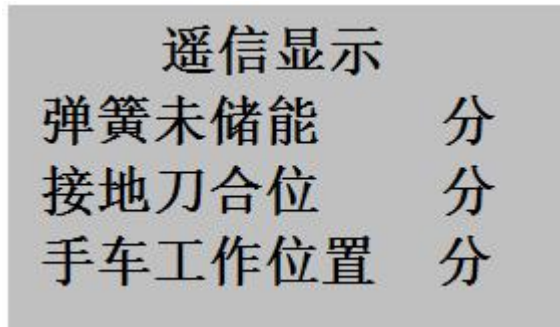 遥信显示
弹簧未储能 分
接地刀合位 分
手车工作位置 分